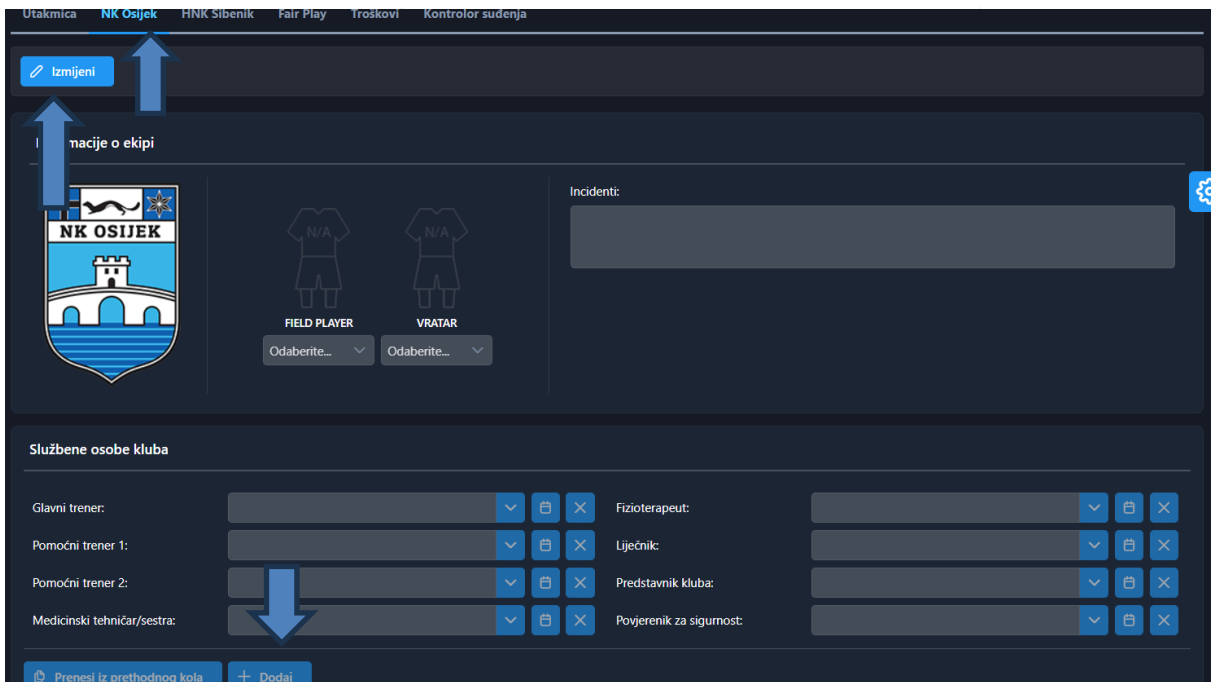 Utakmica NK Osijek HNK Šibenik Fair Play Troškovi Kontrolor suđenja
Izmijeni
macije o ekipi
Incidenti:
NK OSIJEK
N/A N/A
FIELD PLAYER VRATAR
Odaberite... Odaberite...
Službene osobe kluba
Glavni trener: Fizioterapeut:
Pomoćni trener 1: Liječnik:
Pomoćni trener 2: Predstavnik kluba:
Medicinski tehničar/sestra: Povjerenik za sigurnost:
Prenesi iz prethodnog kola Dodaj